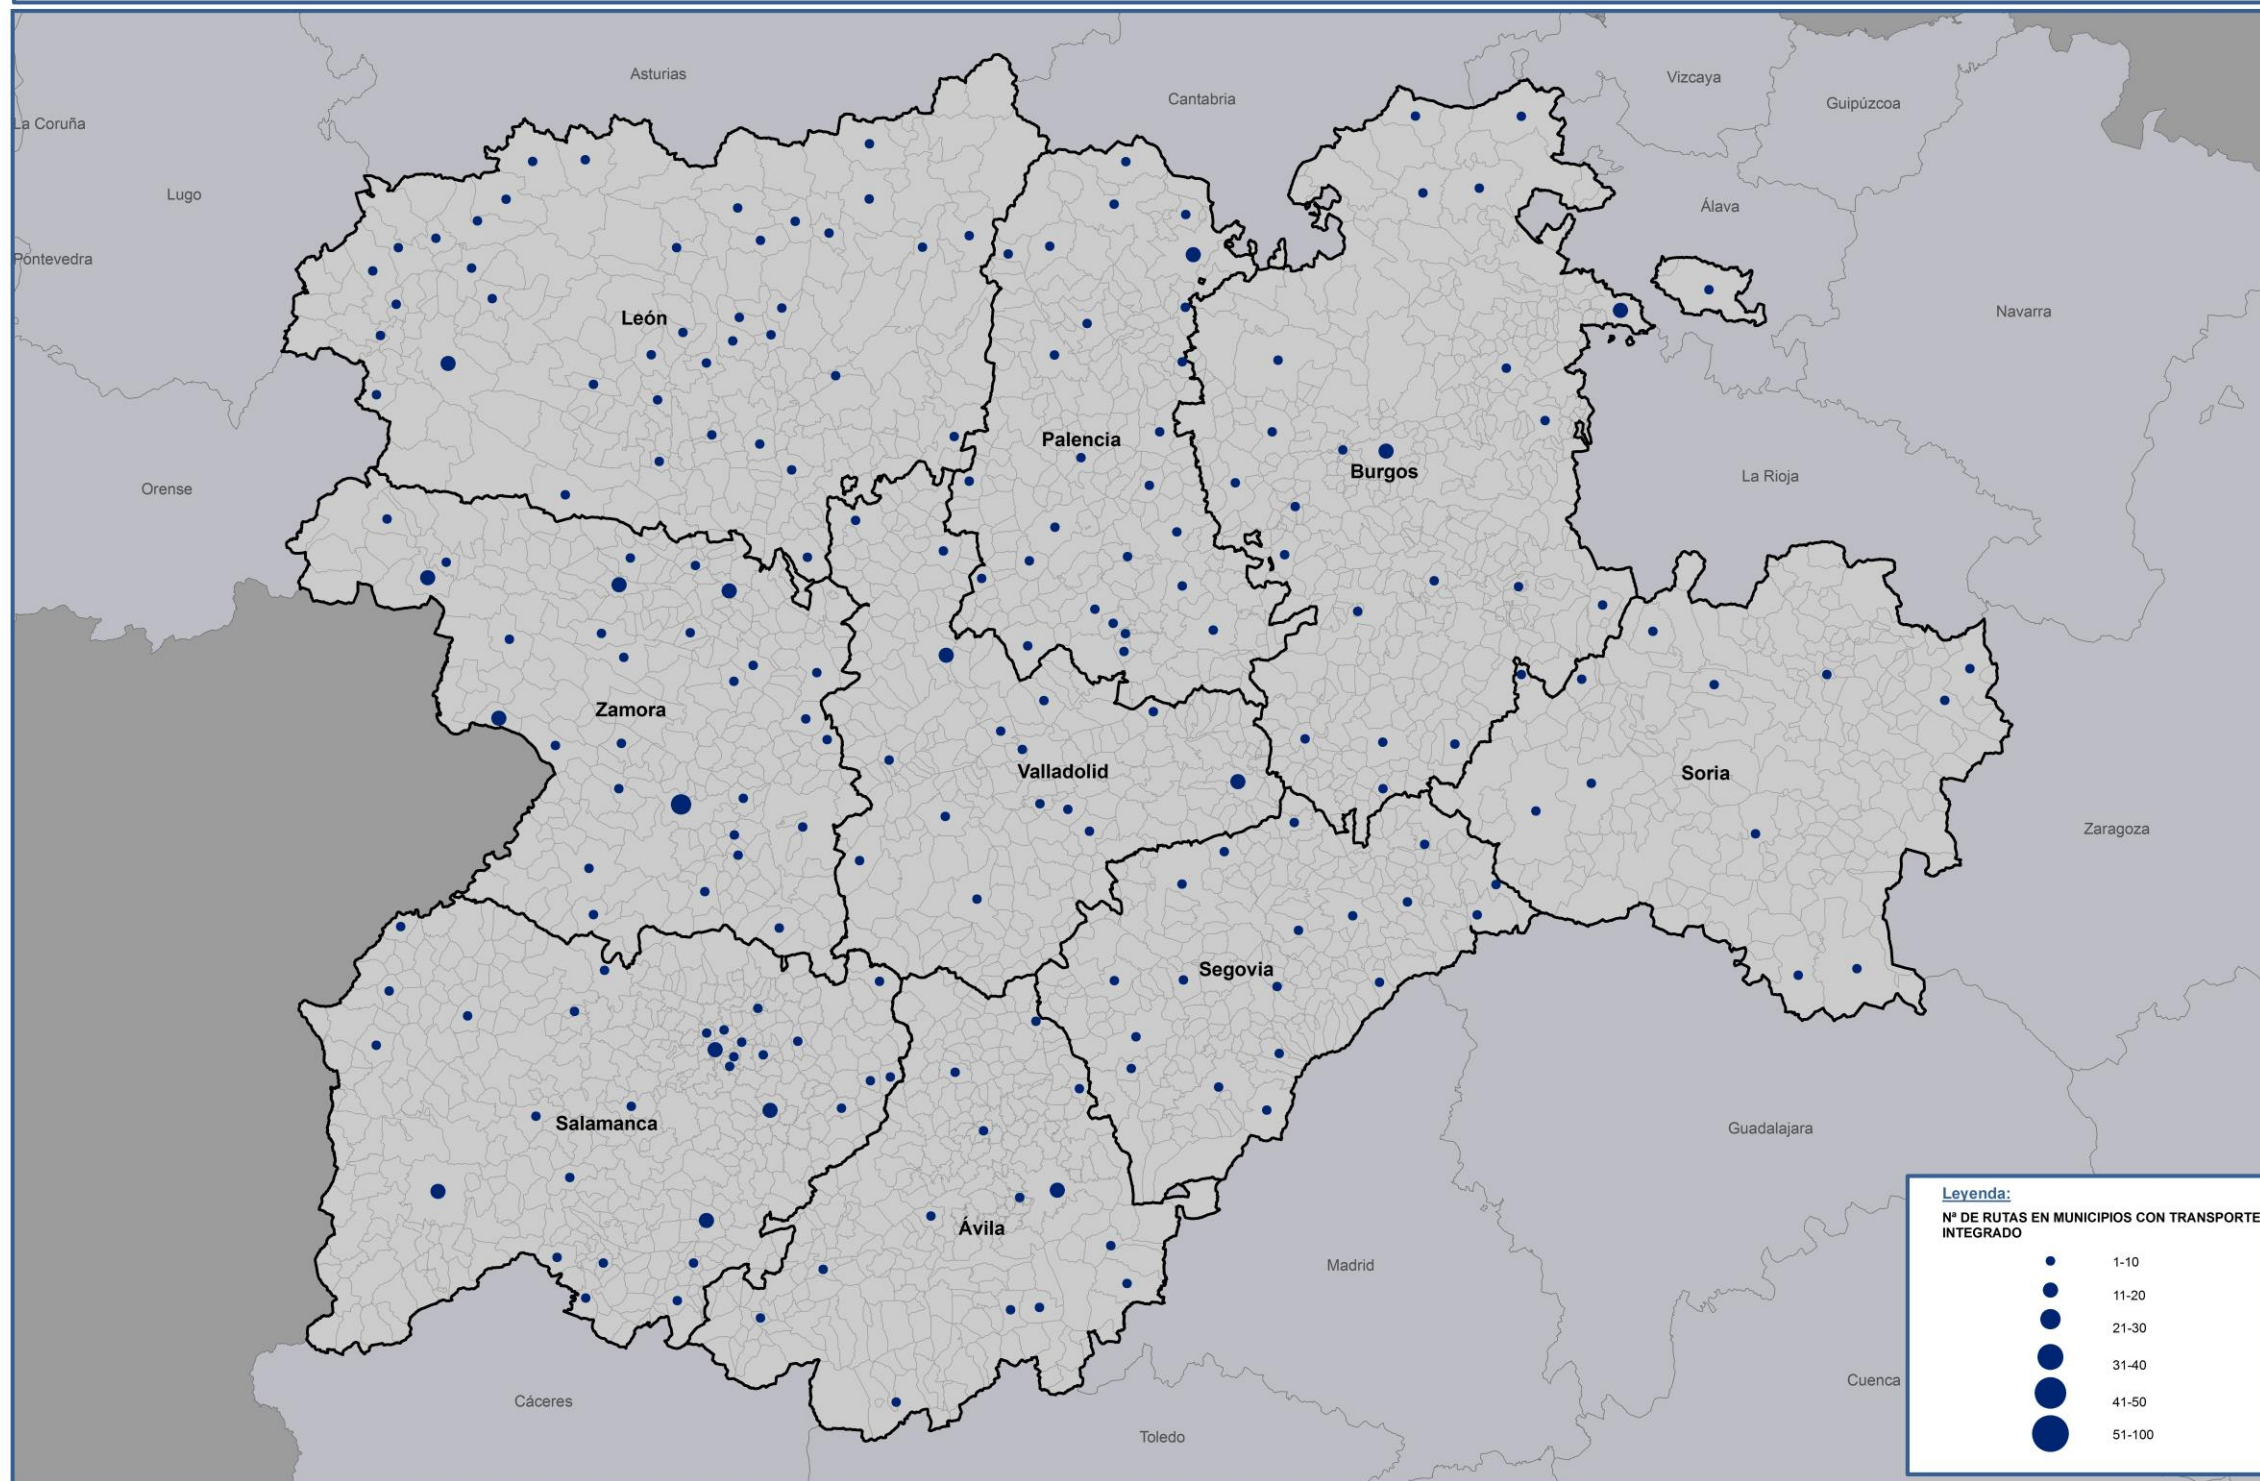 Asturias
Vizcaya
Cantabria
Guipúzcoa
La Coruña
Lugo
Álava
Pontevedra
Navarra
León
Palencia
Burgos
La Rioja
Orense
Zamora
Valladolid
Soria
Zaragoza
Segovia
Salamanca
Guadalajara
Ávila
Madrid
Cáceres
Cuenca
Toledo
Leyenda:
Nª DE RUTAS EN MUNICIPIOS CON TRANSPORTE
INTEGRADO
1-10
11-20
21-30
31-40
41-50
51-100